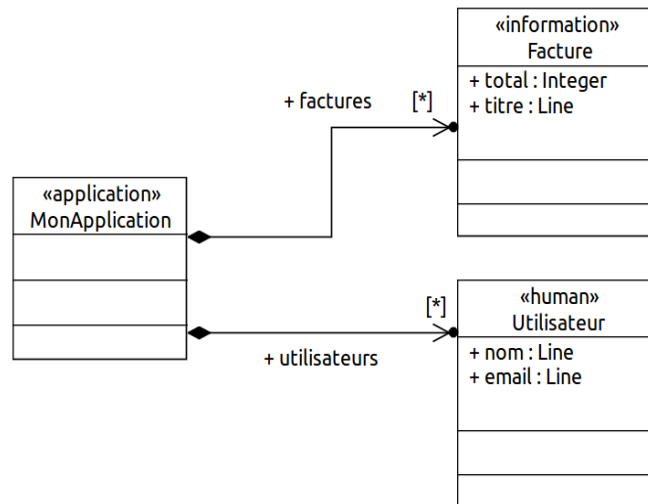 «information»
Facture
+ total : Integer
+ titre : Line
+ factures
[*]
«application»
MonApplication
[*]
+ utilisateurs
«human»
Utilisateur
+ nom : Line
+ email : Line